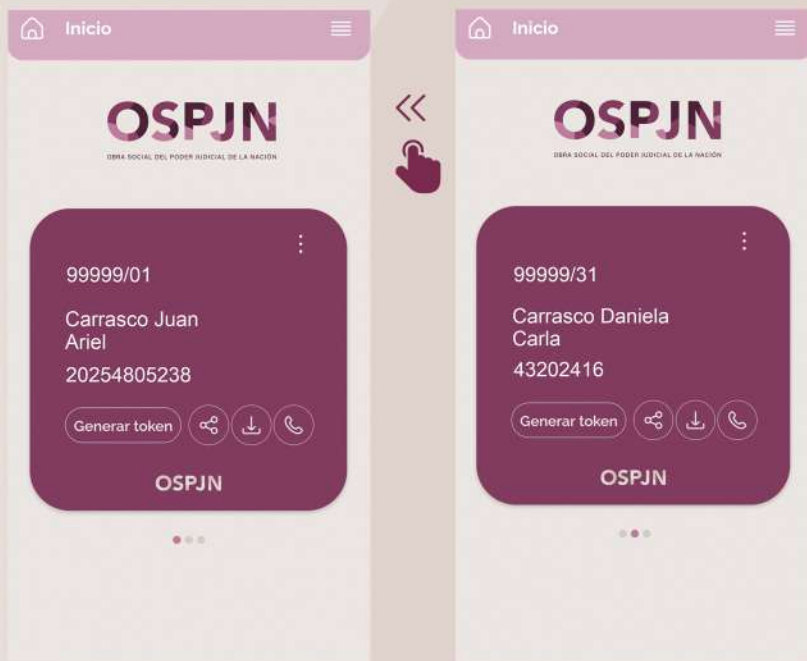 Inicio
OSPJN
OBRA SOCIAL DEL PODER JUDICIAL DE LA NACIÓN
99999/01
Carrasco Juan
Ariel
20254805238
Generar token
OSPJN
Inicio
OSPJN
OBRA SOCIAL DEL PODER JUDICIAL DE LA NACIÓN
99999/31
Carrasco Daniela
Carla
43202416
Generar token
OSPJN